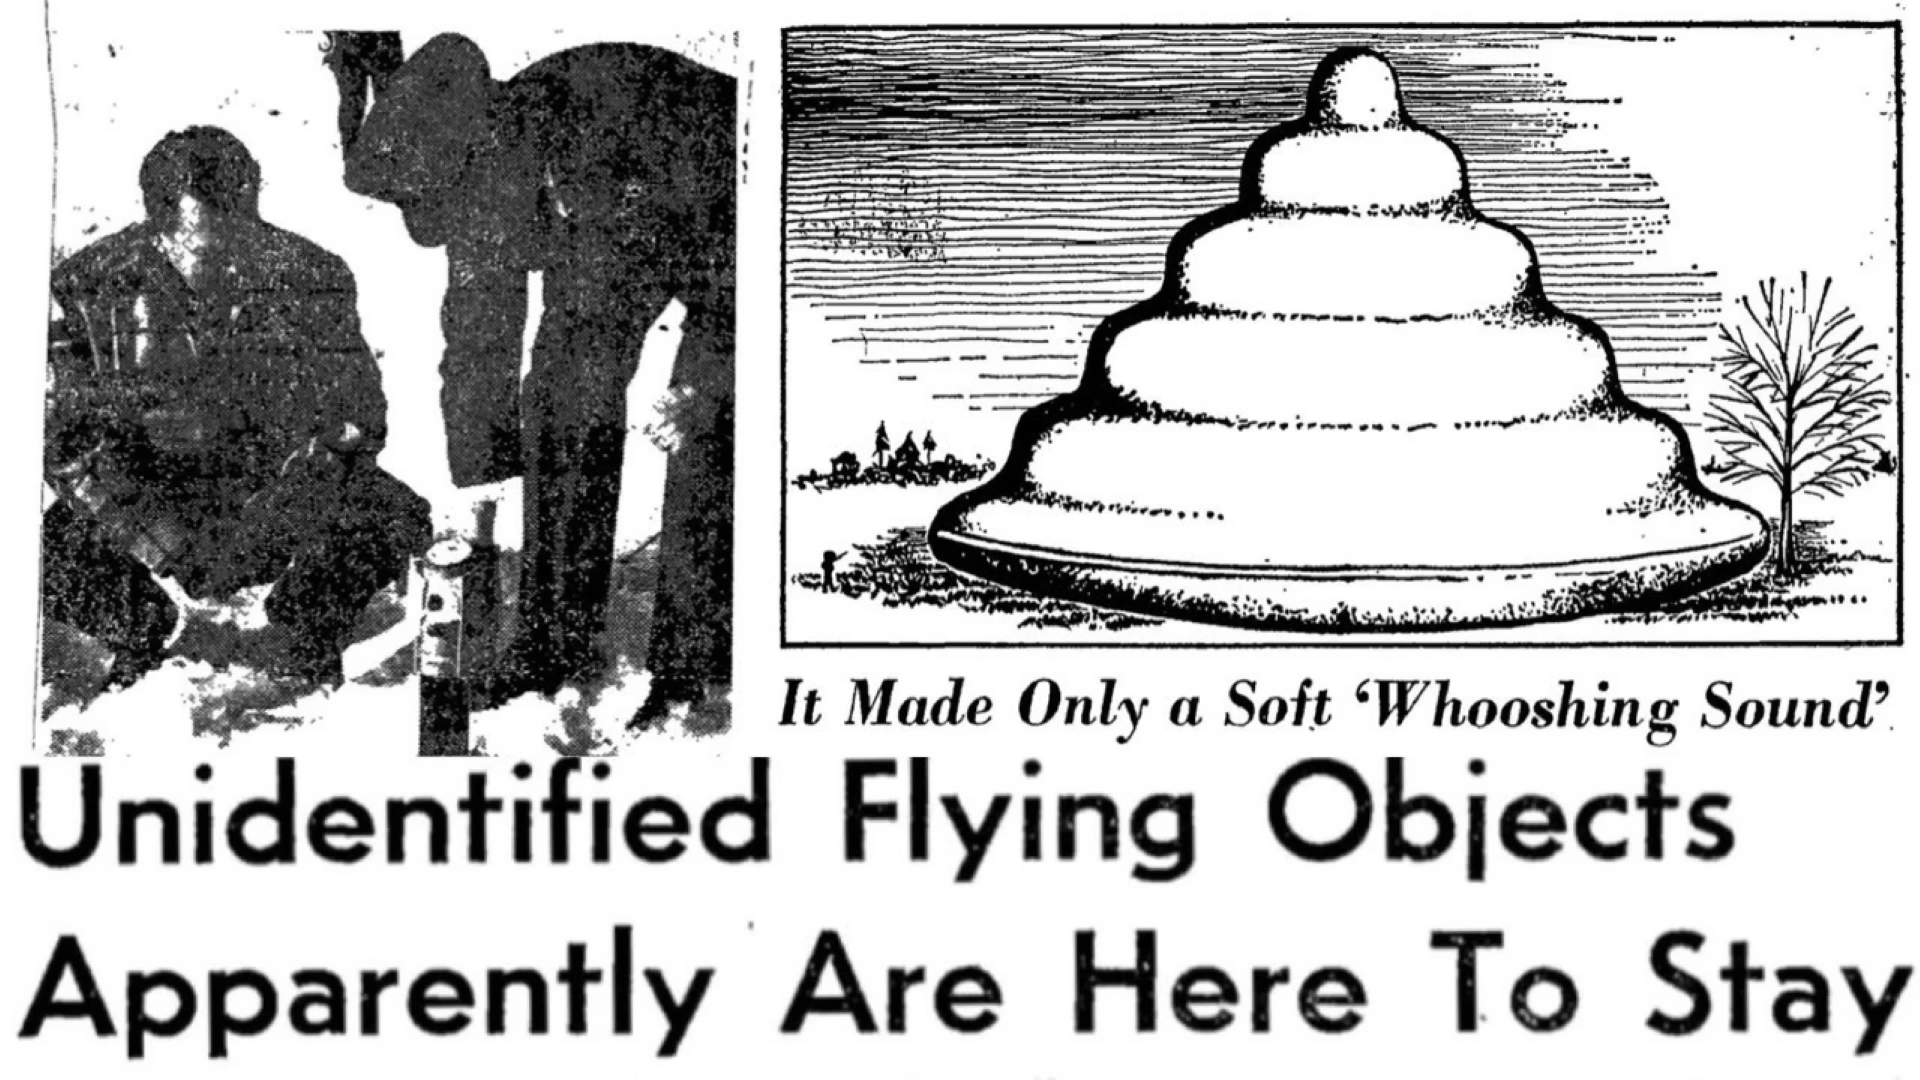 It Made Only a Soft ‘Whooshing Sound’
Unidentified Flying Objects
Apparently Are Here To Stay